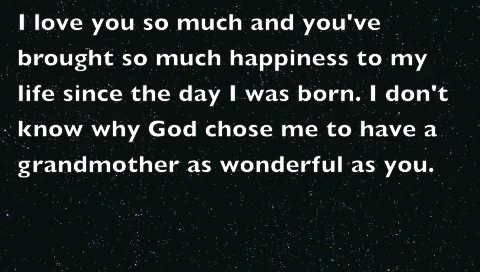 I love you so much and you've
brought so much happiness to my
life since the day I was born. I don't
know why God chose me to have a
grandmother as wonderful as you.